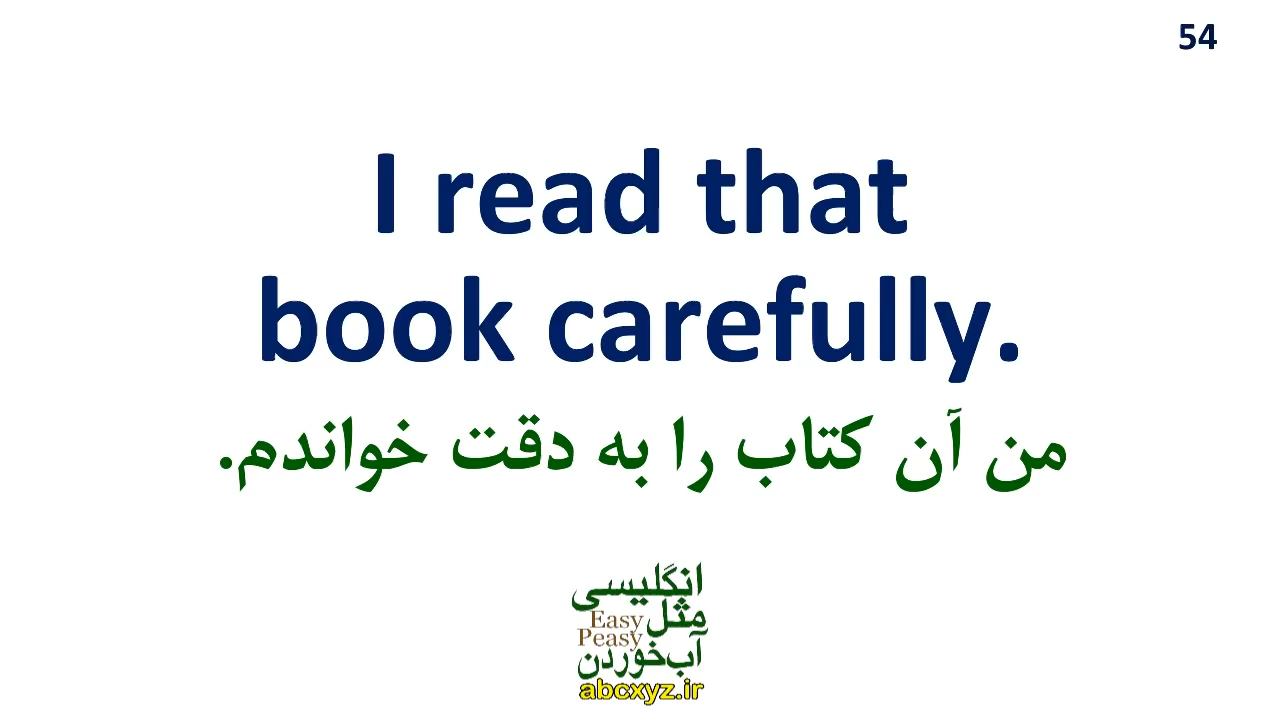 54
I read that
book carefully.
من آن کتاب را به دقت خواندم.
انگلیسی
مثل
Easy
Peasy
آب‌خوردن
abcxyz.ir